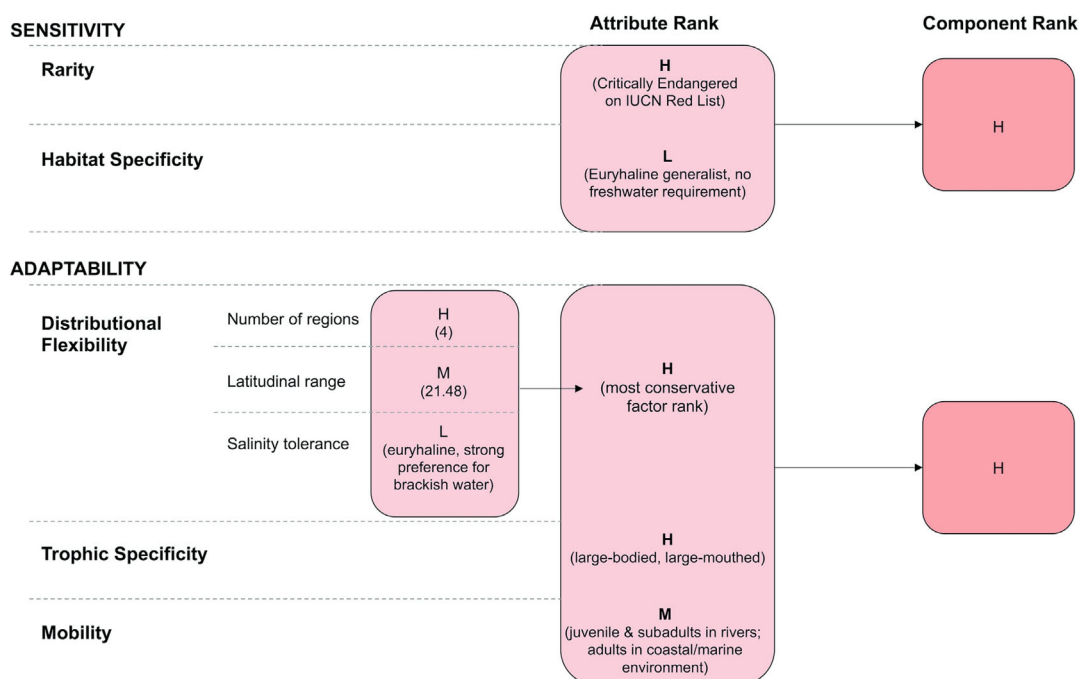 Attribute Rank
Component Rank
SENSITIVITY
Rarity
H
(Critically Endangered
on IUCN Red List)
H
Habitat Specificity
L
(Euryhaline generalist, no
freshwater requirement)
ADAPTABILITY
Distributional
Flexibility
Number of regions
H
(4)
Latitudinal range
M
(21.48)
Salinity tolerance
L
(euryhaline, strong
preference for
brackish water)
H
(most conservative
factor rank)
H
Trophic Specificity
H
(large-bodied, large-mouthed)
Mobility
M
(juvenile & subadults in rivers;
adults in coastal/marine
environment)